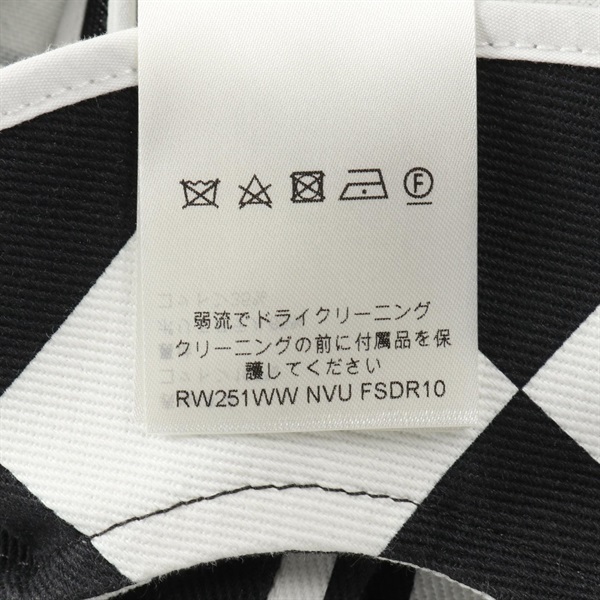 F
弱流でドライクリーニング
クリーニングの前に付属品を保
護してください
RW251WW NVU FSDR10